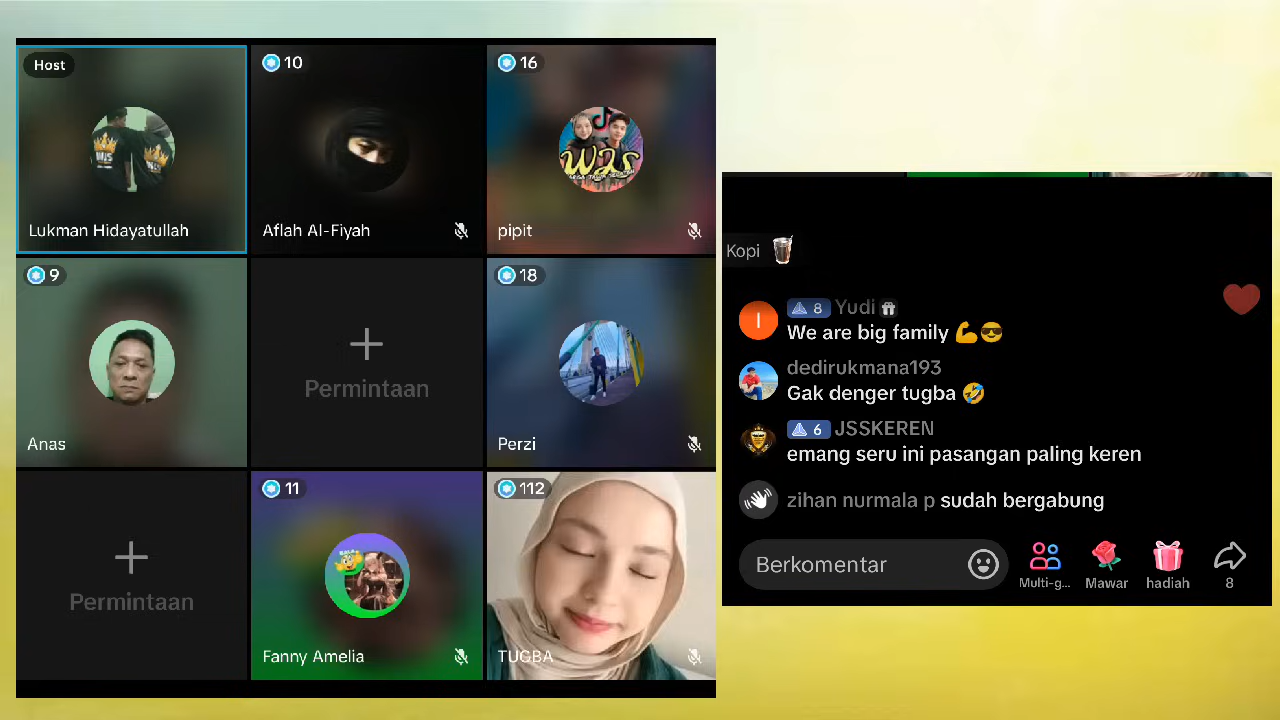 Host
10
16
Lukman Hidayatullah
Aflah Al-Fiyah
WJS
pipit
9
18
Permintaan
Anas
Perzi
11
112
Permintaan
Fanny Amelia
TUGBA
Kopi
8 Yudi
We are big family 💪😎
dedirukmana193
Gak denger tugba 🤣
6 JSSKEREN
emang seru ini pasangan paling keren
zihan nurmala p sudah bergabung
Berkomentar
Multi-g...
Mawar
hadiah
8